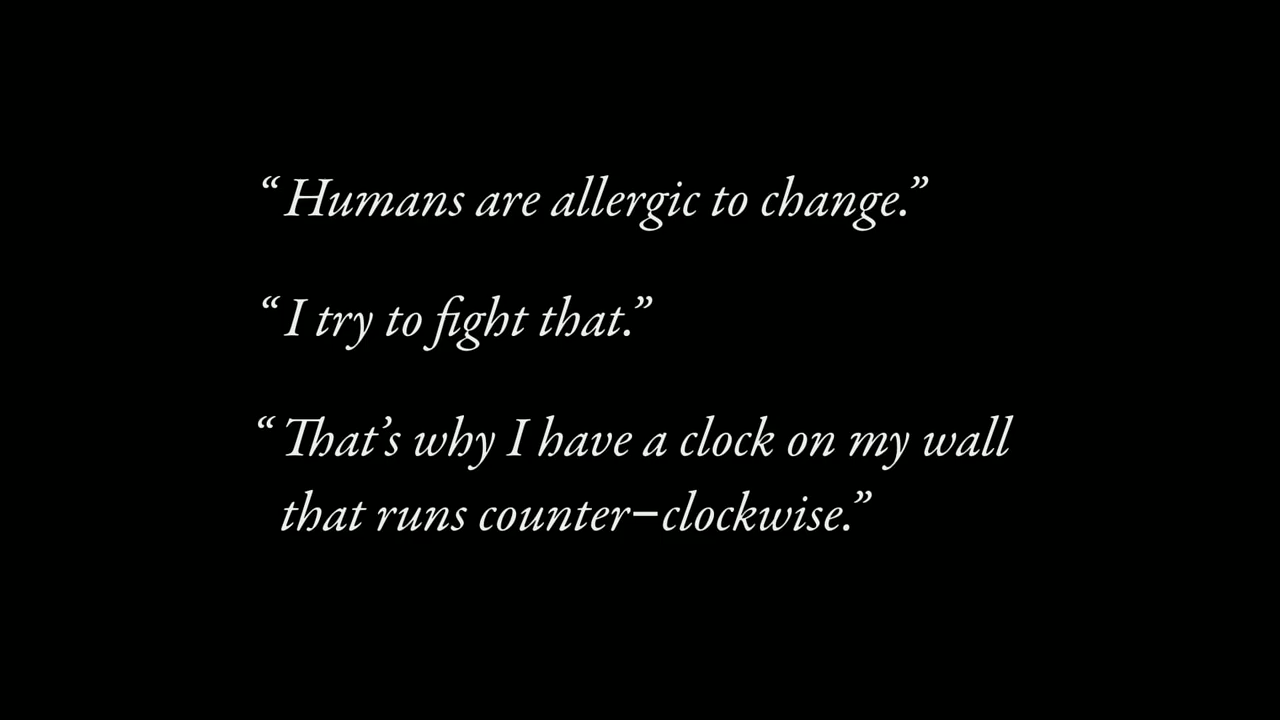 “Humans are allergic to change.”
“I try to fight that.”
“That’s why I have a clock on my wall
that runs counter–clockwise.”